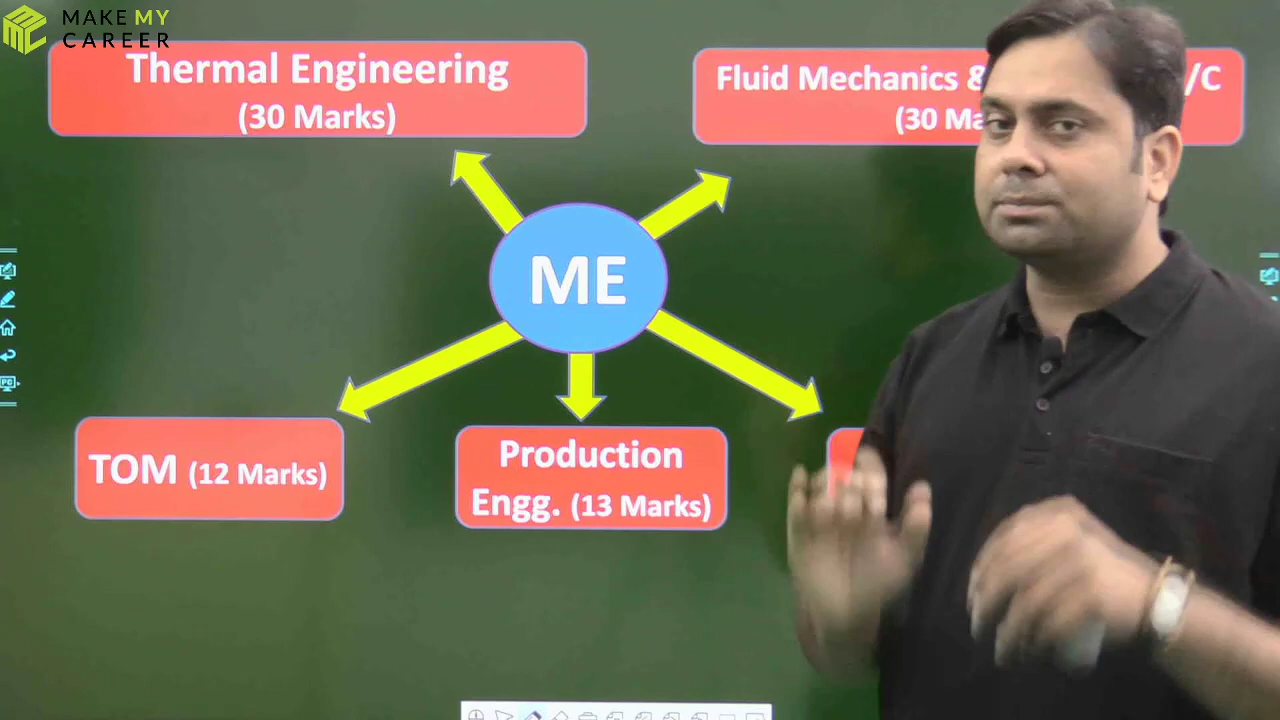 MAKE MY
CAREER
Thermal Engineering
(30 Marks)
Fluid Mechanics & /C
(30 Ma
ME
TOM (12 Marks)
Production
Engg. (13 Marks)